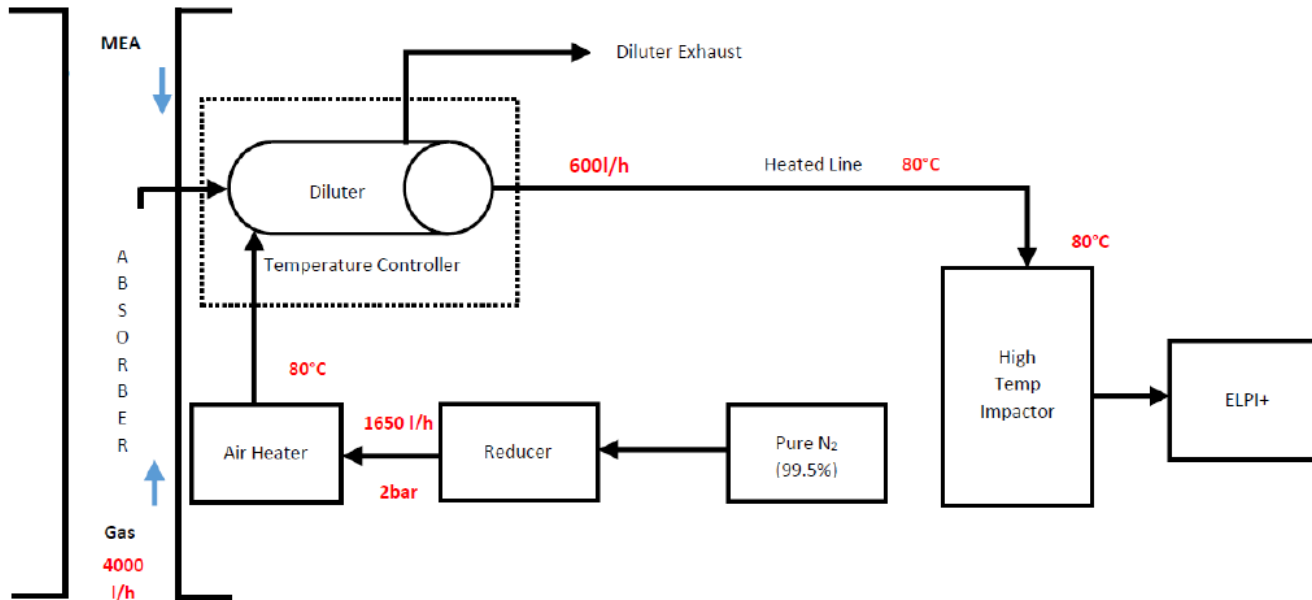 MEA
Diluter Exhaust
600l/h
Heated Line
80°C
Diluter
Temperature Controller
80°C
A
B
S
O
R
B
E
R
80°C
1650 l/h
2bar
Air Heater
Reducer
Pure N₂
(99.5%)
High
Temp
Impactor
ELPI+
Gas
4000
l/h